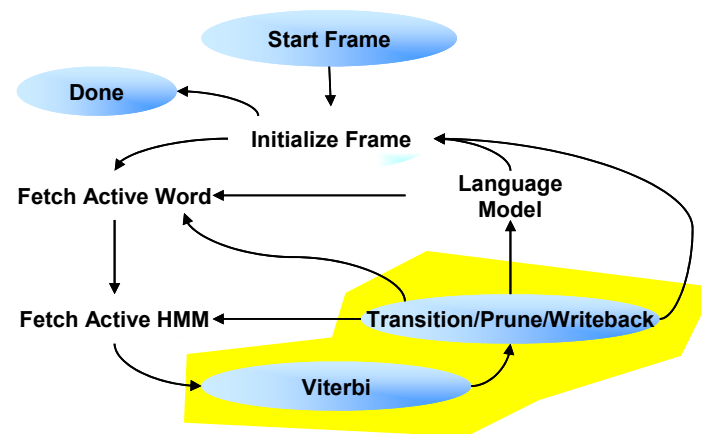 Start Frame
Done
Initialize Frame
Fetch Active Word
Language
Model
Fetch Active HMM
Transition/Prune/Writeback
Viterbi